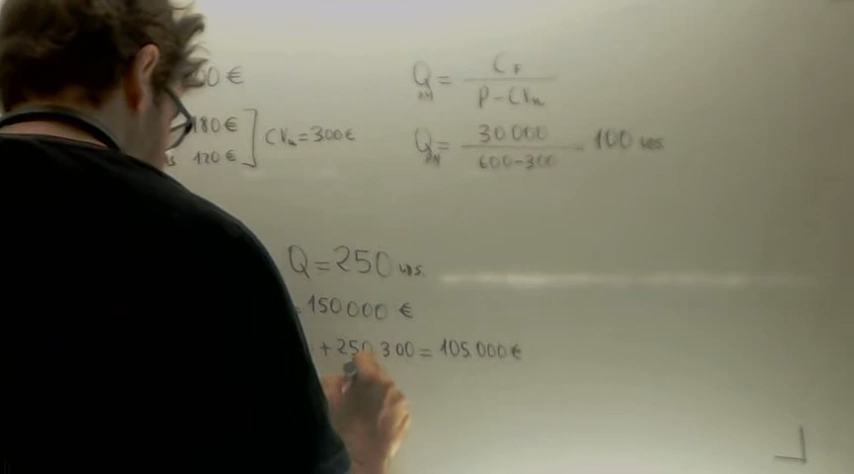 00 €
180 €
120 €
CVu = 300 €
Q = CF / P - CVu
Q = 30 000 / 600 - 300 = 100 uds.
Q = 250 uds.
= 150 000 €
+ 250.300 = 105.000 €